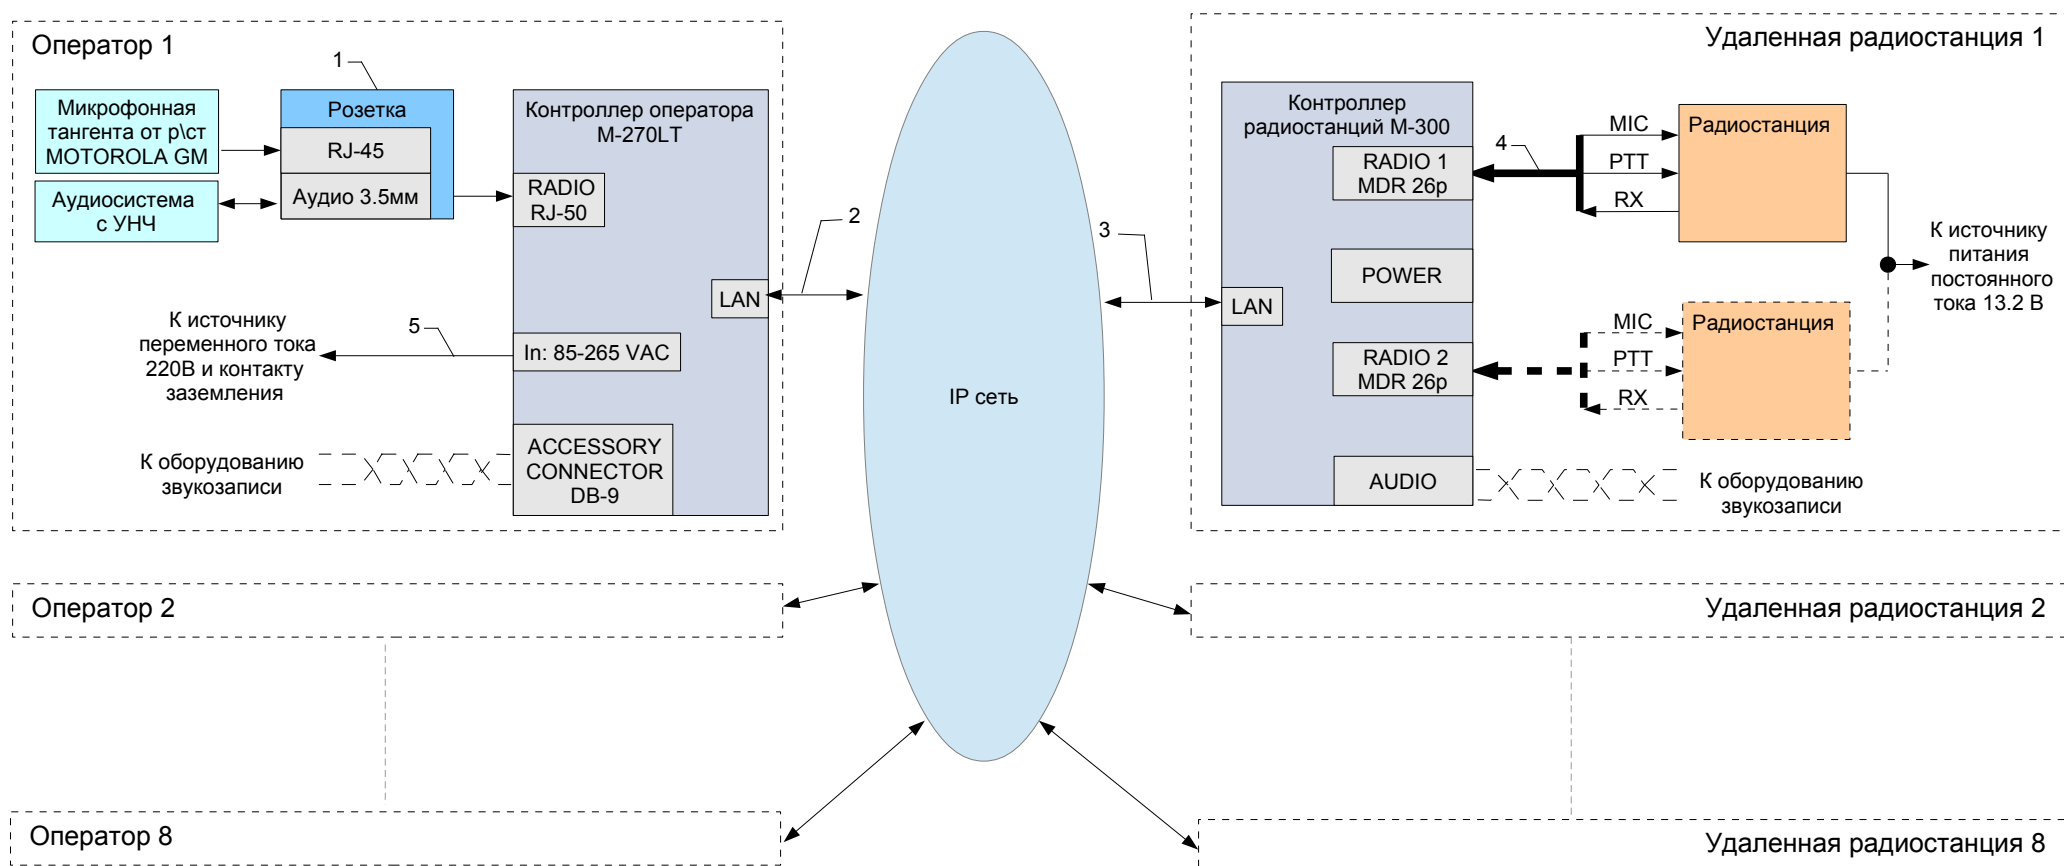 Оператор 1
1
Микрофонная
тангента от р\ст
MOTOROLA GM
Аудиосистема
с УНЧ
Розетка
RJ-45
Аудио 3.5мм
Контроллер оператора
M-270LT
RADIO
RJ-50
LAN
2
К источнику
переменного тока
220В и контакту
заземления
5
In: 85-265 VAC
К оборудованию
звукозаписи
ACCESSORY
CONNECTOR
DB-9
IP сеть
Удаленная радиостанция 1
3
LAN
Контроллер
радиостанций М-300
RADIO 1
MDR 26p
POWER
RADIO 2
MDR 26p
AUDIO
4
MIC
PTT
RX
Радиостанция
MIC
PTT
RX
Радиостанция
К источнику
питания
постоянного
тока 13.2 В
К оборудованию
звукозаписи
Оператор 2
Удаленная радиостанция 2
Оператор 8
Удаленная радиостанция 8